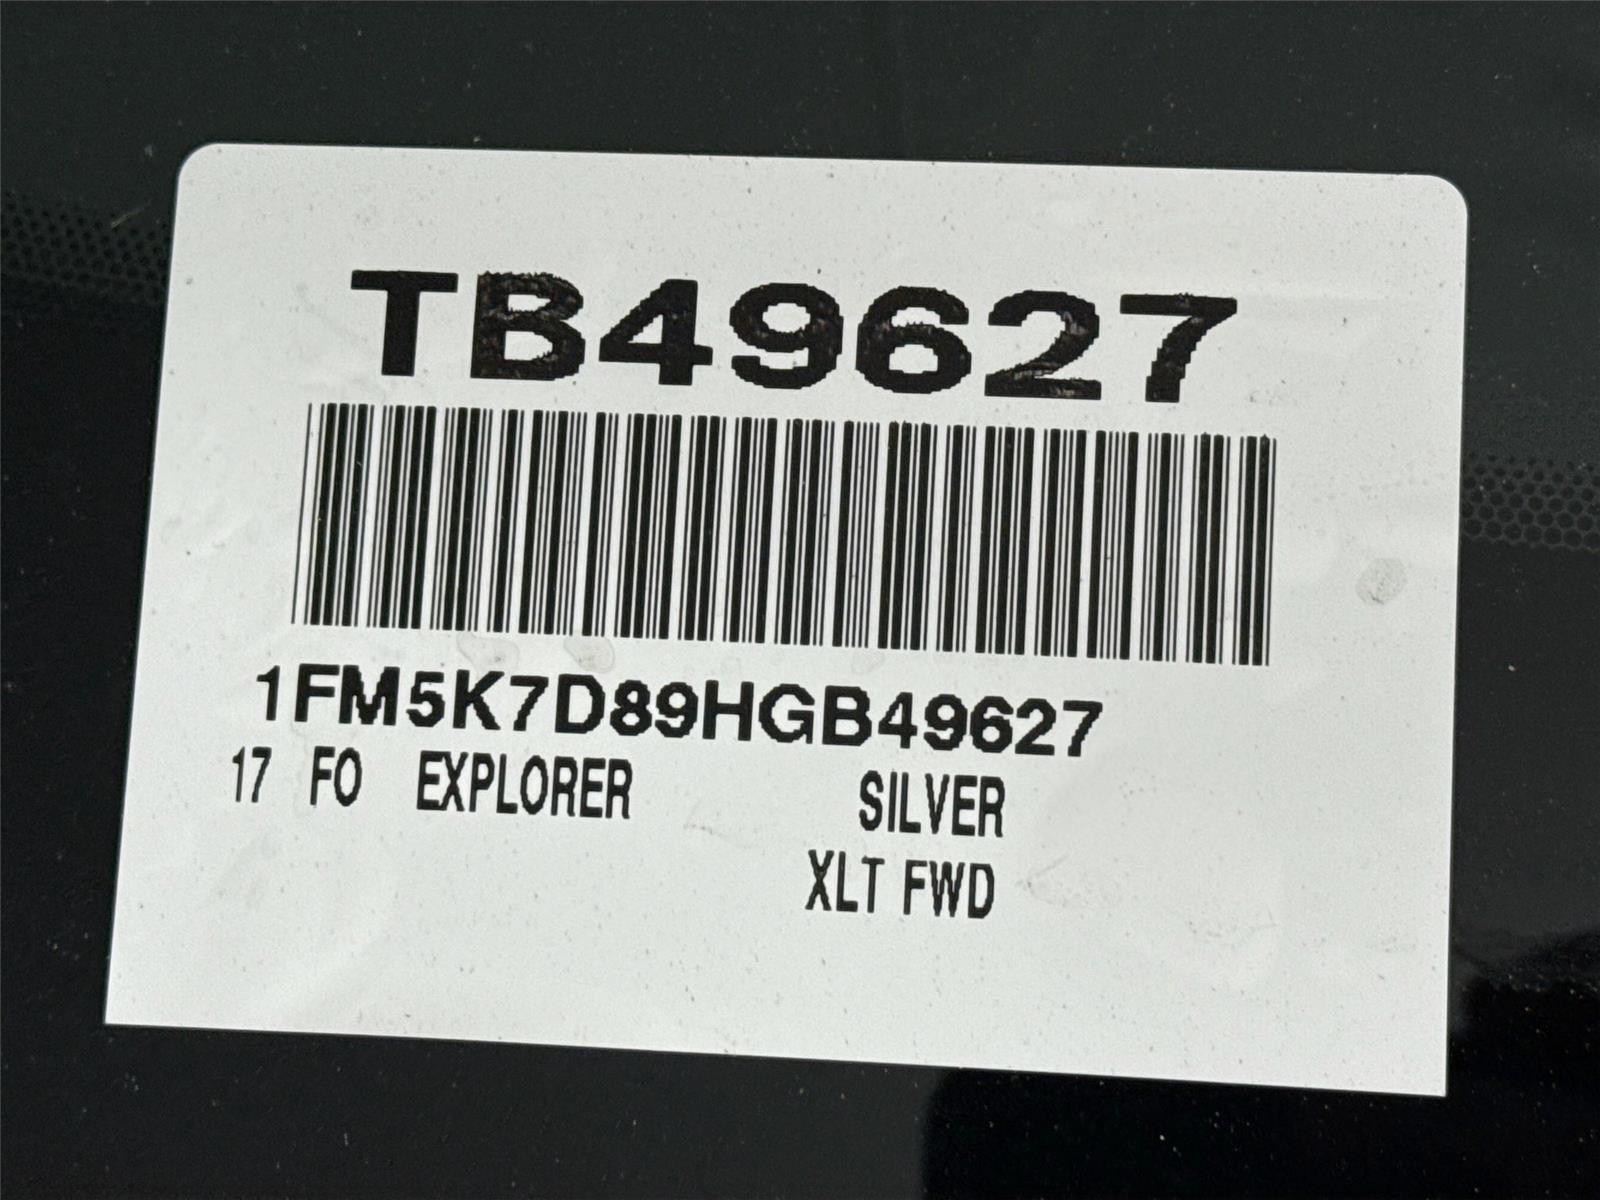 TB49627
1FM5K7D89HGB49627
17 FO EXPLORER SILVER
XLT FWD